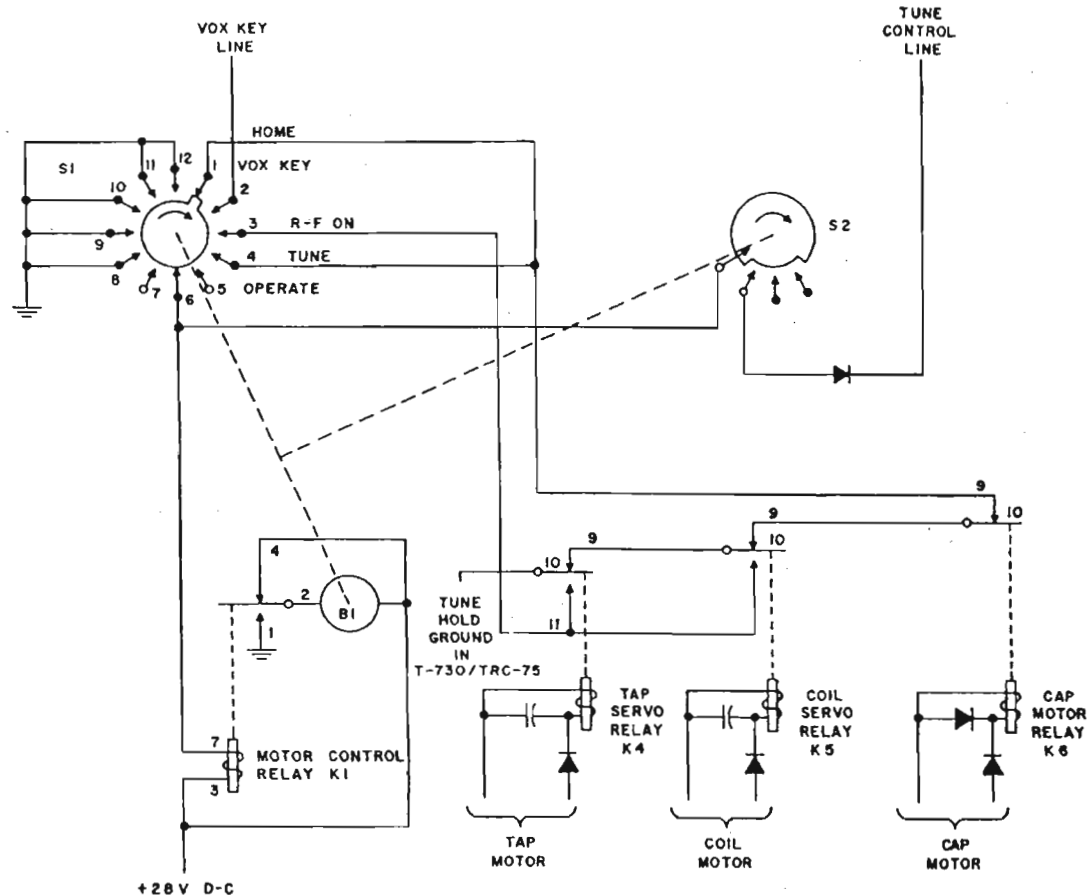 VOX KEY
LINE
TUNE
CONTROL
LINE
HOME
S1
11
12
1
VOX KEY
10
2
9
3
R-F ON
S2
8
4
TUNE
7
6
5
OPERATE
9
10
9
10
4
9
10
2
B1
1
TUNE
HOLD
GROUND
IN
T-730/TRC-75
11
7
MOTOR CONTROL
RELAY K1
3
TAP
SERVO
RELAY
K4
COIL
SERVO
RELAY
K5
CAP
MOTOR
RELAY
K6
TAP
MOTOR
COIL
MOTOR
CAP
MOTOR
+28V D-C